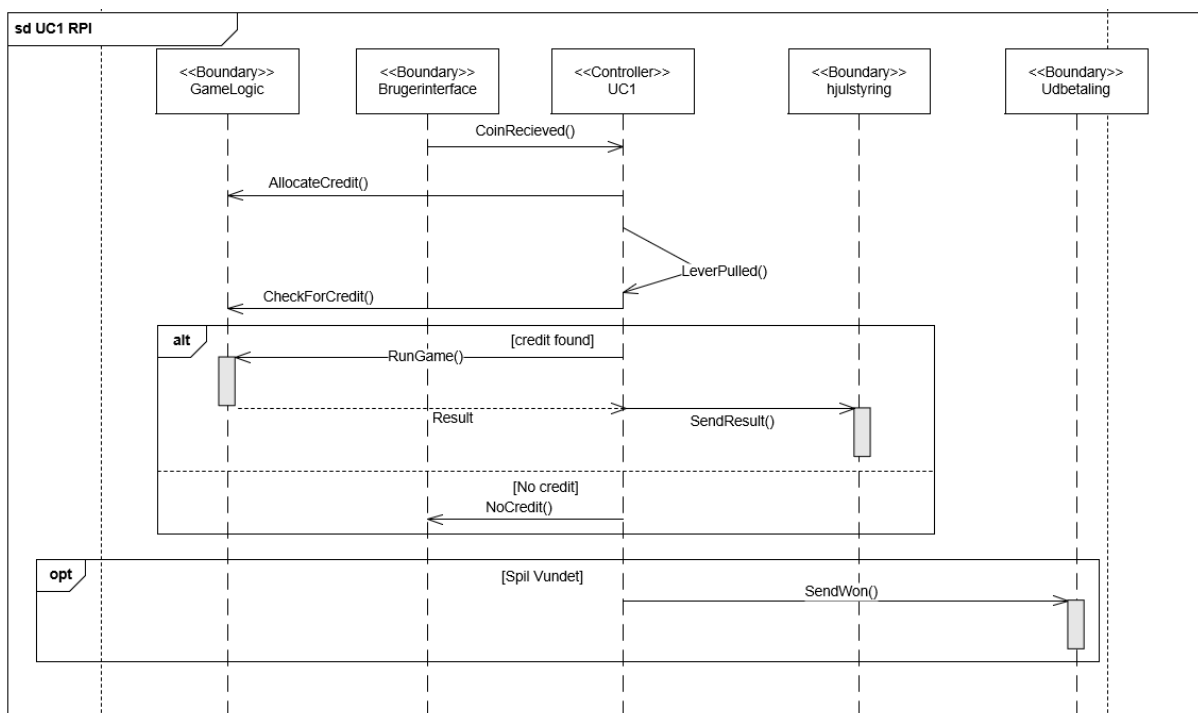 sd UC1 RPI
<<Boundary>>
GameLogic
<<Boundary>>
Brugerinterface
<<Controller>>
UC1
<<Boundary>>
hjulstyring
<<Boundary>>
Udbetaling
CoinRecieved()
AllocateCredit()
LeverPulled()
CheckForCredit()
alt
[credit found]
RunGame()
Result
SendResult()
[No credit]
NoCredit()
opt
[Spil Vundet]
SendWon()